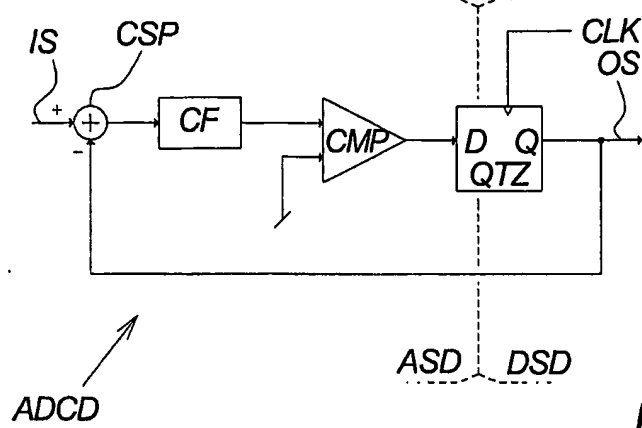 IS
CSP
CLK
OS
+
+
-
CF
CMP
D Q
QTZ
ASD
DSD
ADCD